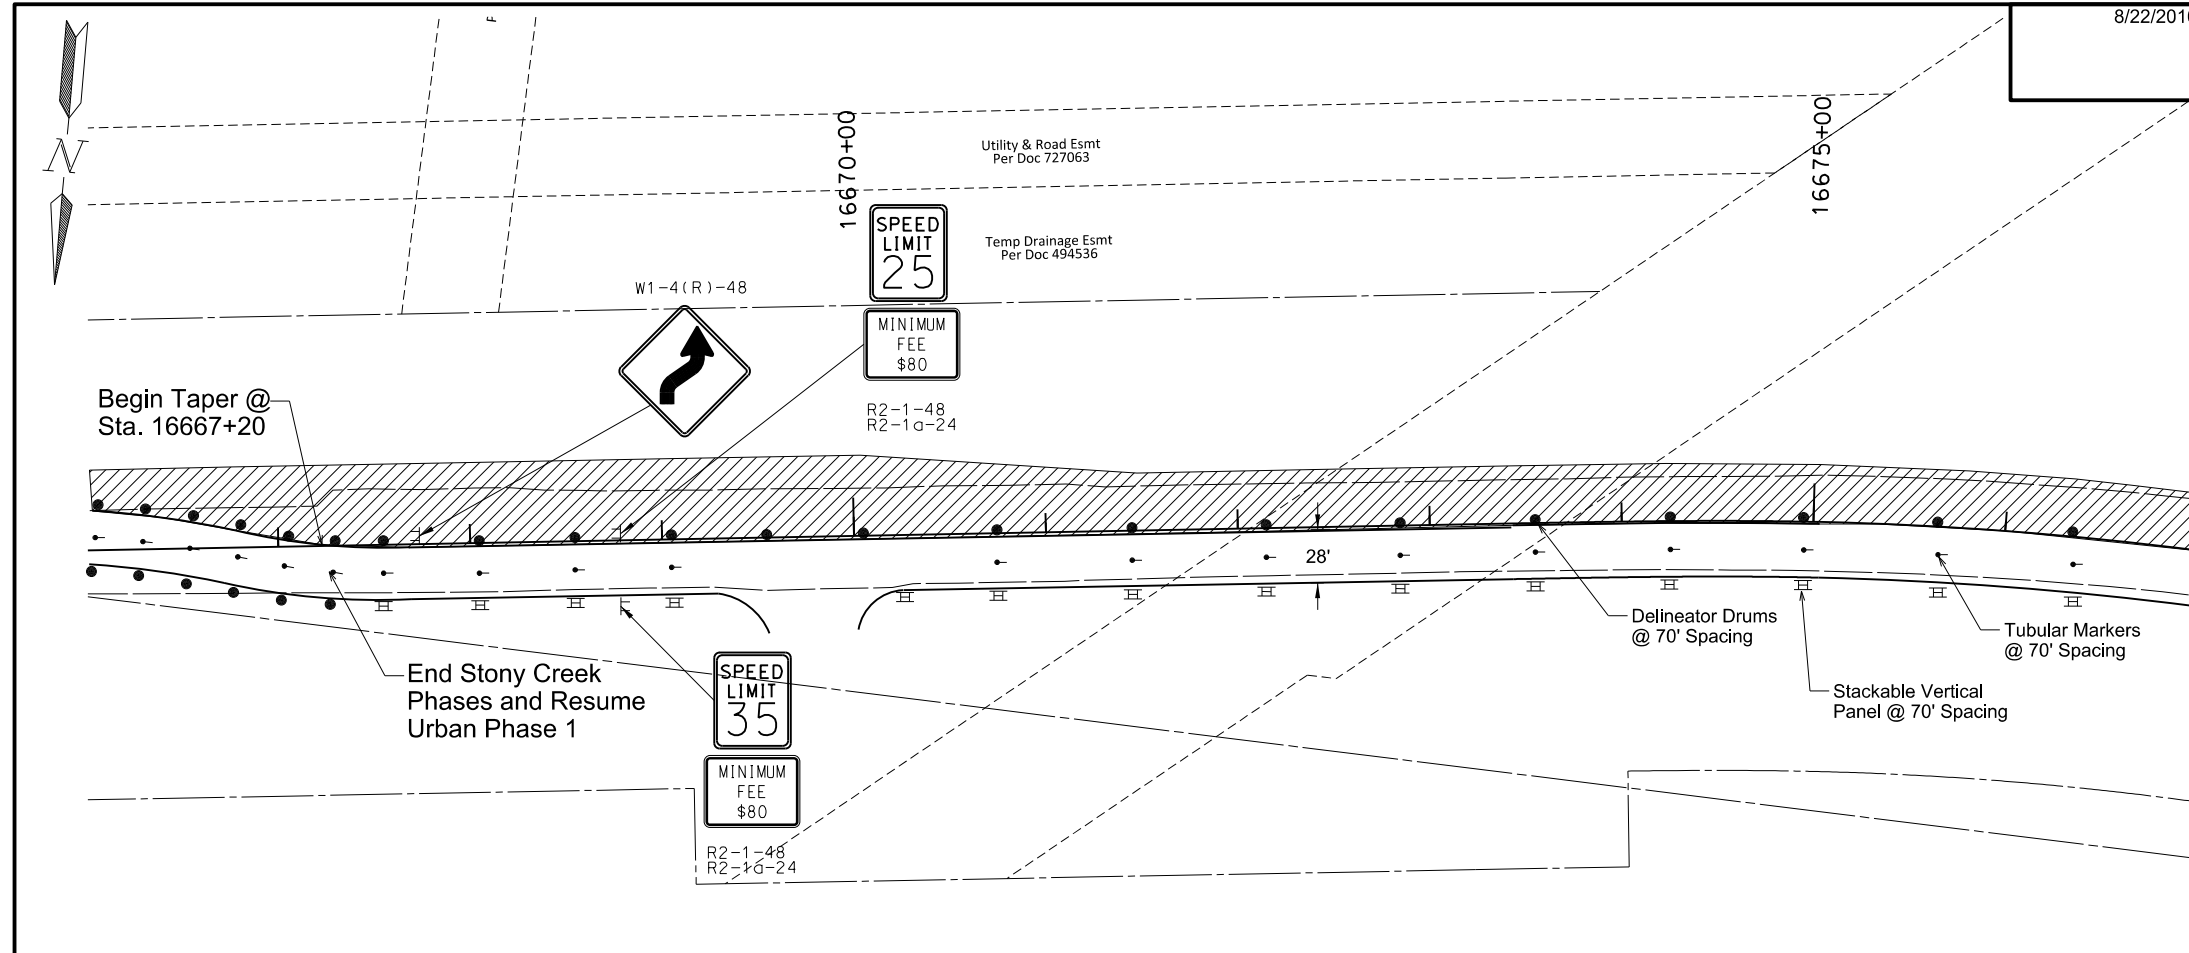 8/22/2016
N
16670+00
16675+00
Utility & Road Esmt
Per Doc 727063
SPEED
LIMIT
25
Temp Drainage Esmt
Per Doc 494536
W1-4(R)-48
MINIMUM
FEE
$80
R2-1-48
R2-1a-24
Begin Taper @
Sta. 16667+20
28'
Delineator Drums
@ 70' Spacing
Tubular Markers
@ 70' Spacing
Stackable Vertical
Panel @ 70' Spacing
End Stony Creek
Phases and Resume
Urban Phase 1
SPEED
LIMIT
35
MINIMUM
FEE
$80
R2-1-48
R2-1a-24